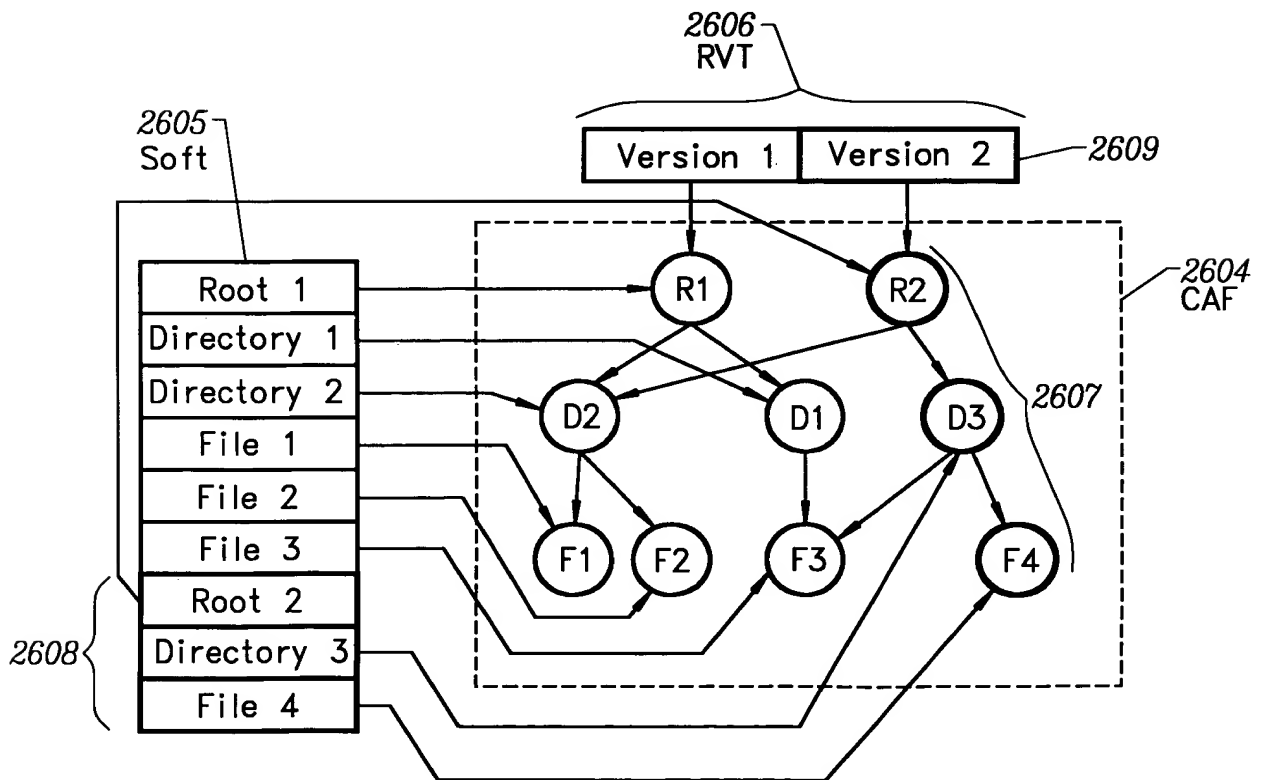 2606
RVT
2605
Soft
Version 1
Version 2
2609
Root 1
Directory 1
Directory 2
File 1
File 2
File 3
Root 2
Directory 3
File 4
2608
R1
R2
2604
CAF
D2
D1
D3
2607
F1
F2
F3
F4